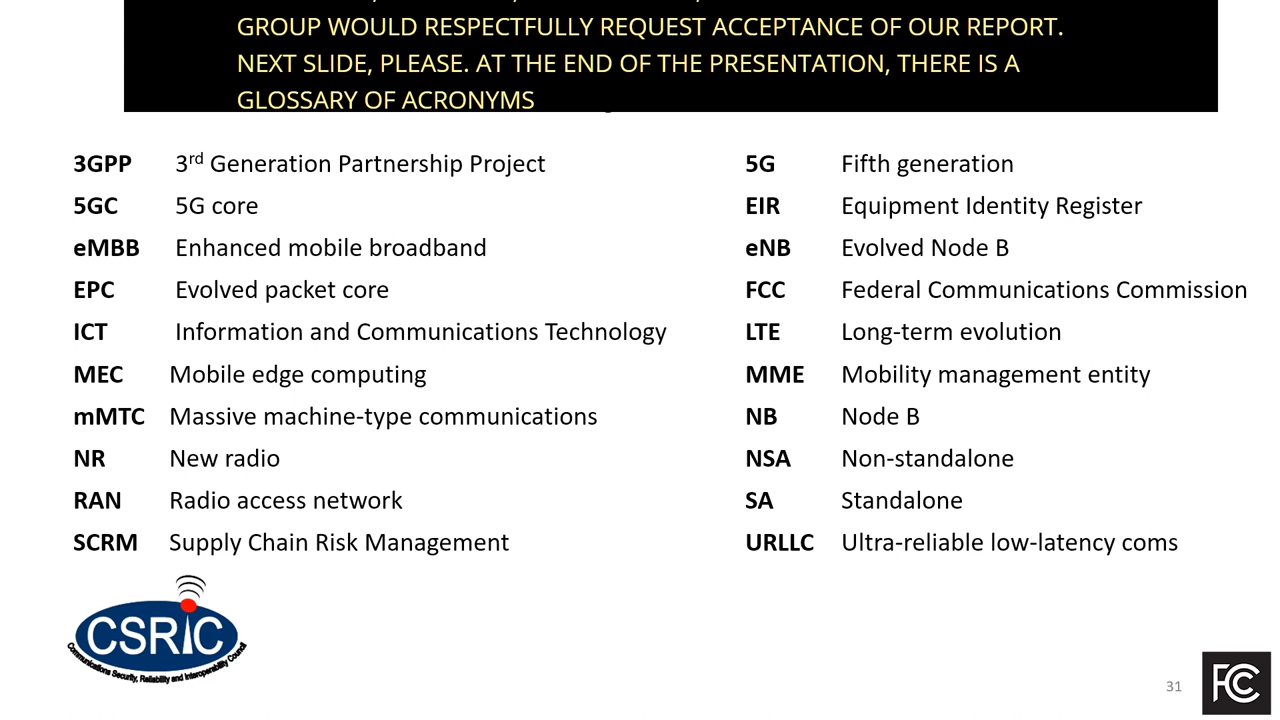 GROUP WOULD RESPECTFULLY REQUEST ACCEPTANCE OF OUR REPORT.
NEXT SLIDE, PLEASE. AT THE END OF THE PRESENTATION, THERE IS A
GLOSSARY OF ACRONYMS
3GPP 3rd Generation Partnership Project
5GC 5G core
eMBB Enhanced mobile broadband
EPC Evolved packet core
ICT Information and Communications Technology
MEC Mobile edge computing
mMTC Massive machine-type communications
NR New radio
RAN Radio access network
SCRM Supply Chain Risk Management
5G Fifth generation
EIR Equipment Identity Register
eNB Evolved Node B
FCC Federal Communications Commission
LTE Long-term evolution
MME Mobility management entity
NB Node B
NSA Non-standalone
SA Standalone
URLLC Ultra-reliable low-latency coms
CSRIC
Communications Security, Reliability and Interoperability Council
31
FCC